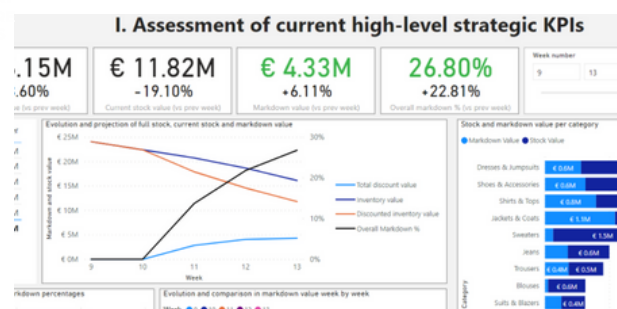 I. Assessment of current high-level strategic KPIs
.15M
.60%
(vs prev week)
€ 11.82M
-19.10%
Current stock value (vs prev week)
€ 4.33M
+6.11%
Markdown value (vs prev week)
26.80%
+22.81%
Overall markdown % (vs prev week)
Week number
9
13
Evolution and projection of full stock, current stock and markdown value
Markdown and stock value
€ 25M
€ 20M
€ 15M
€ 10M
€ 5M
€ 0M
30%
20%
10%
0%
9
10
11
12
13
Week
Total discount value
Inventory value
Discounted inventory value
Overall Markdown %
Stock and markdown value per category
Markdown Value
Stock Value
Category
Dresses & Jumpsuits
€ 0.6M
Shoes & Accessories
€ 0.6M
Shirts & Tops
€ 0.8M
Jackets & Coats
€ 1.1M
Sweaters
€ 1.5M
Jeans
€ 0.6M
Trousers
€ 0.4M
€ 0.5M
Blouses
€ 0.6M
Suits & Blazers
€ 0.4M
rkdown percentages
Evolution and comparison in markdown value week by week